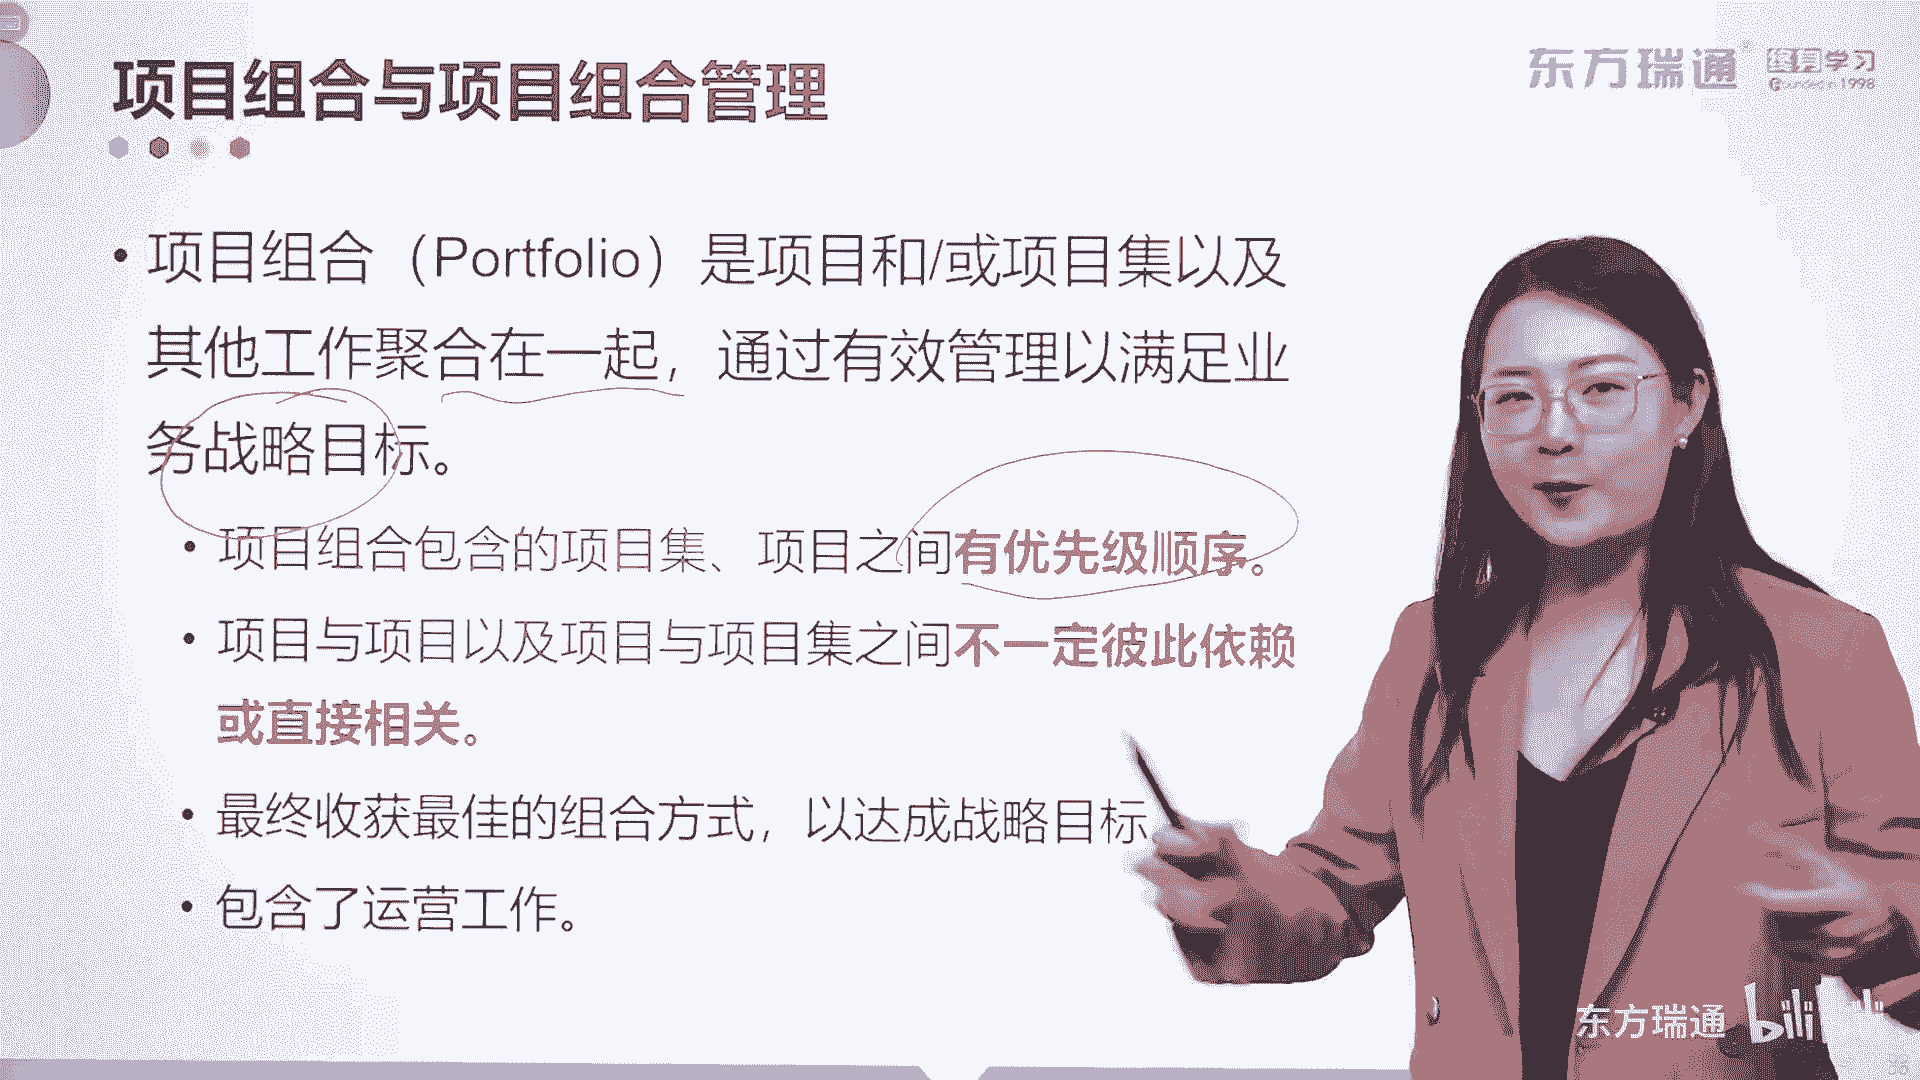 项目组合与项目组合管理
东方瑞通®
终身学习
Founded in 1998
• 项目组合（Portfolio）是项目和/或项目集以及
其他工作聚合在一起，通过有效管理以满足业
务战略目标。
• 项目组合包含的项目集、项目之间有优先级顺序。
• 项目与项目以及项目与项目集之间不一定彼此依赖
或直接相关。
• 最终收获最佳的组合方式，以达成战略目标
• 包含了运营工作。
东方瑞通
bilibili